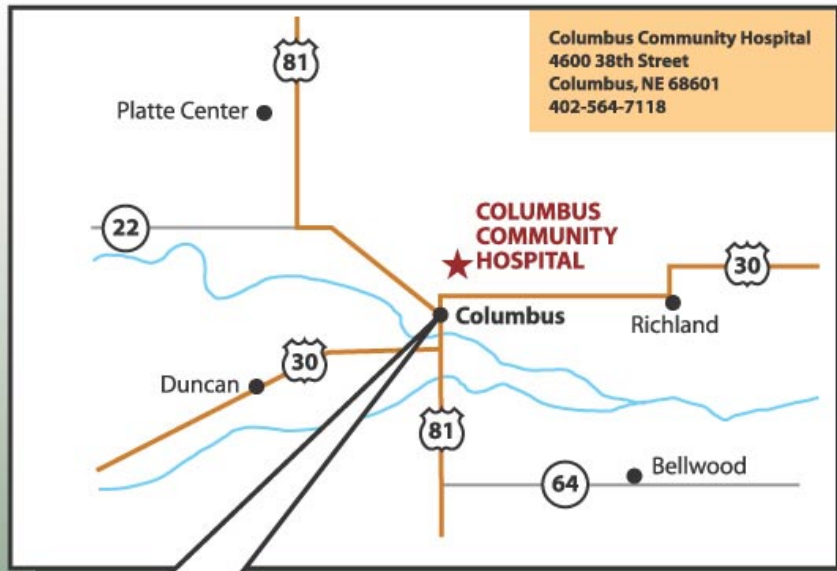 Columbus Community Hospital
4600 38th Street
Columbus, NE 68601
402-564-7118
81
Platte Center
22
COLUMBUS
COMMUNITY
HOSPITAL
30
Columbus
Richland
30
Duncan
81
Bellwood
64